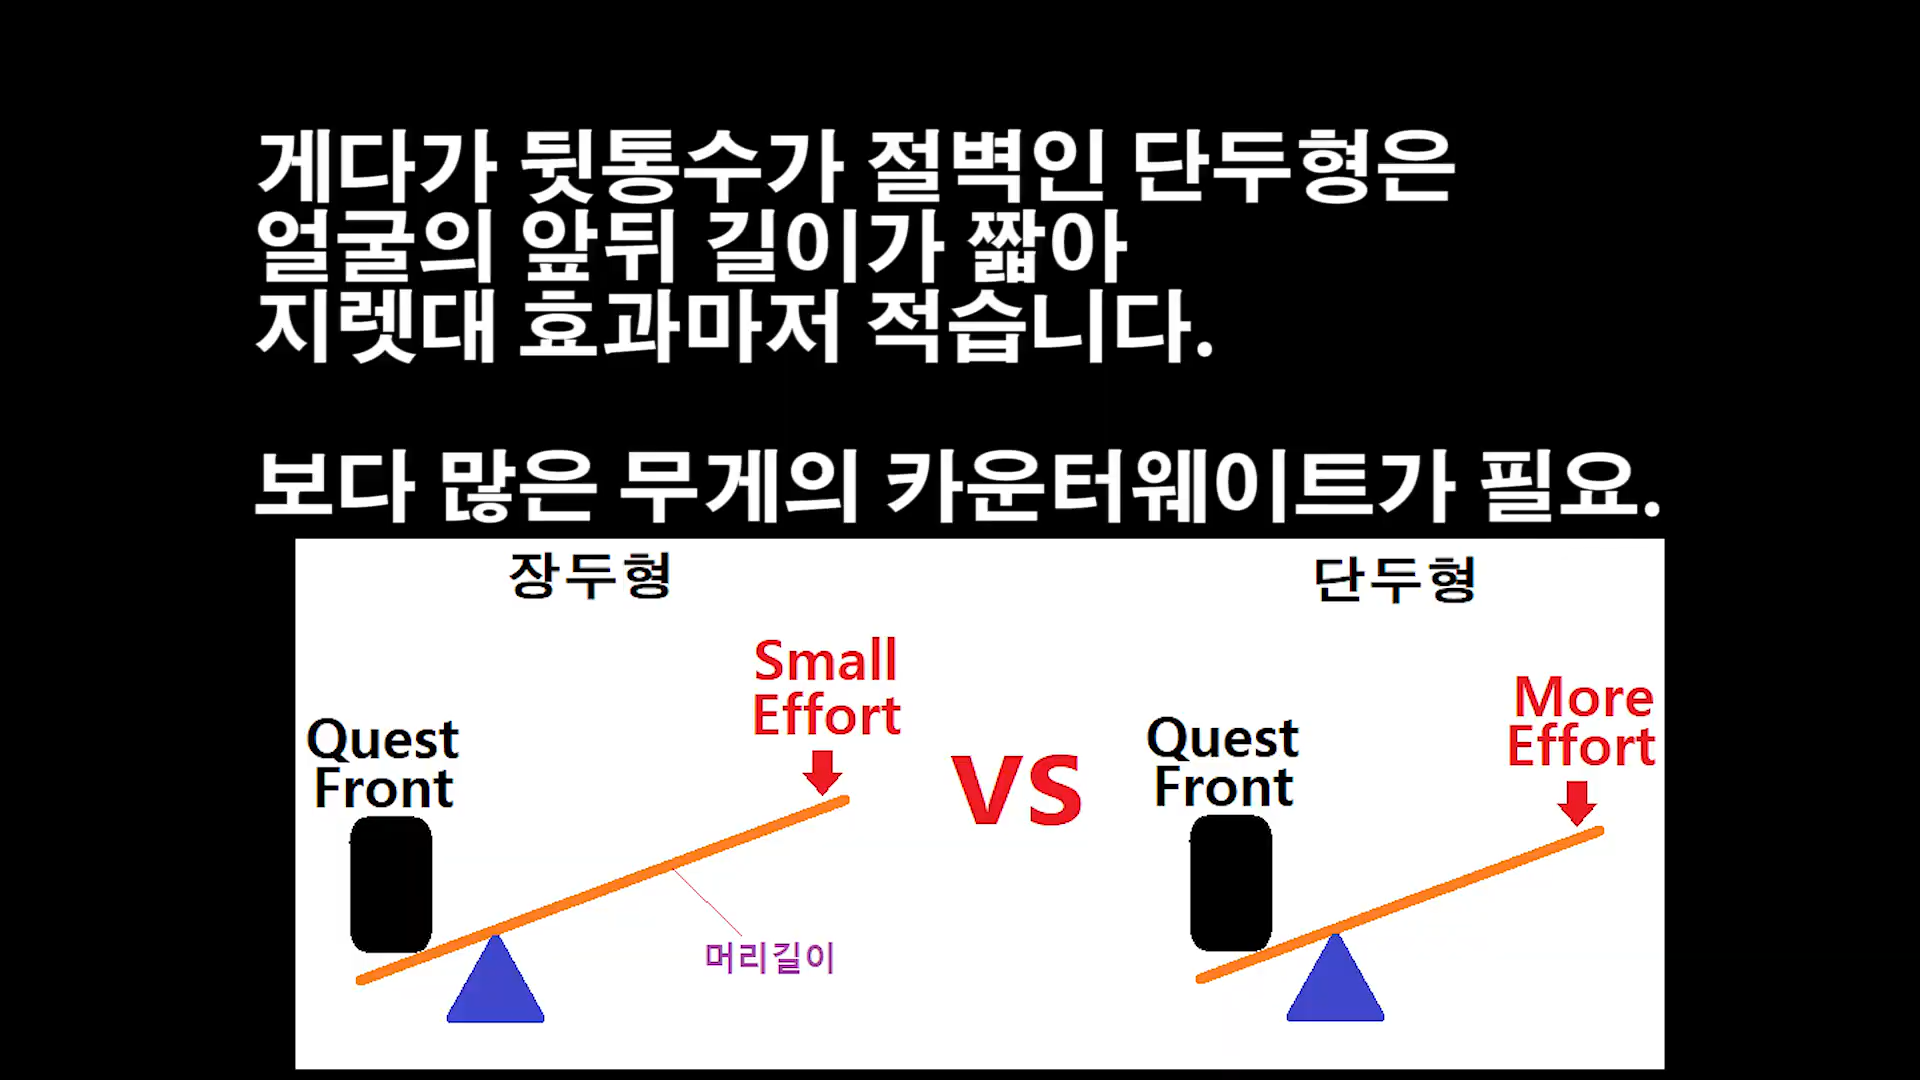 게다가 뒷통수가 절벽인 단두형은
얼굴의 앞뒤 길이가 짧아
지렛대 효과마저 적습니다.
보다 많은 무게의 카운터웨이트가 필요.
장두형
Small
Effort
Quest
Front
머리길이
VS
단두형
More
Effort
Quest
Front